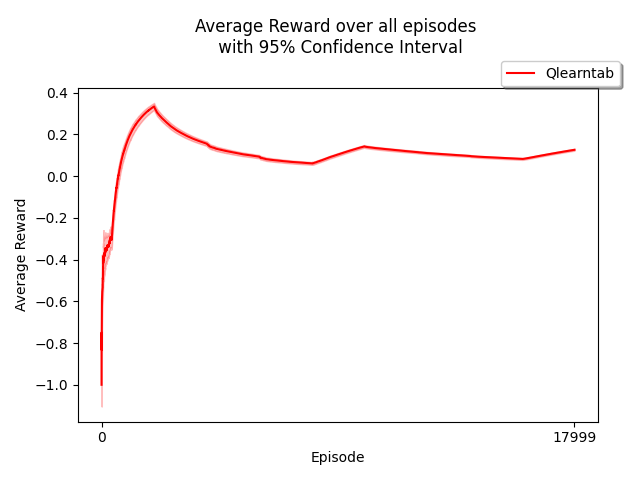 Average Reward over all episodes
with 95% Confidence Interval
Qlearntab
0.4
0.2
0.0
−0.2
−0.4
−0.6
−0.8
−1.0
Average Reward
0
17999
Episode